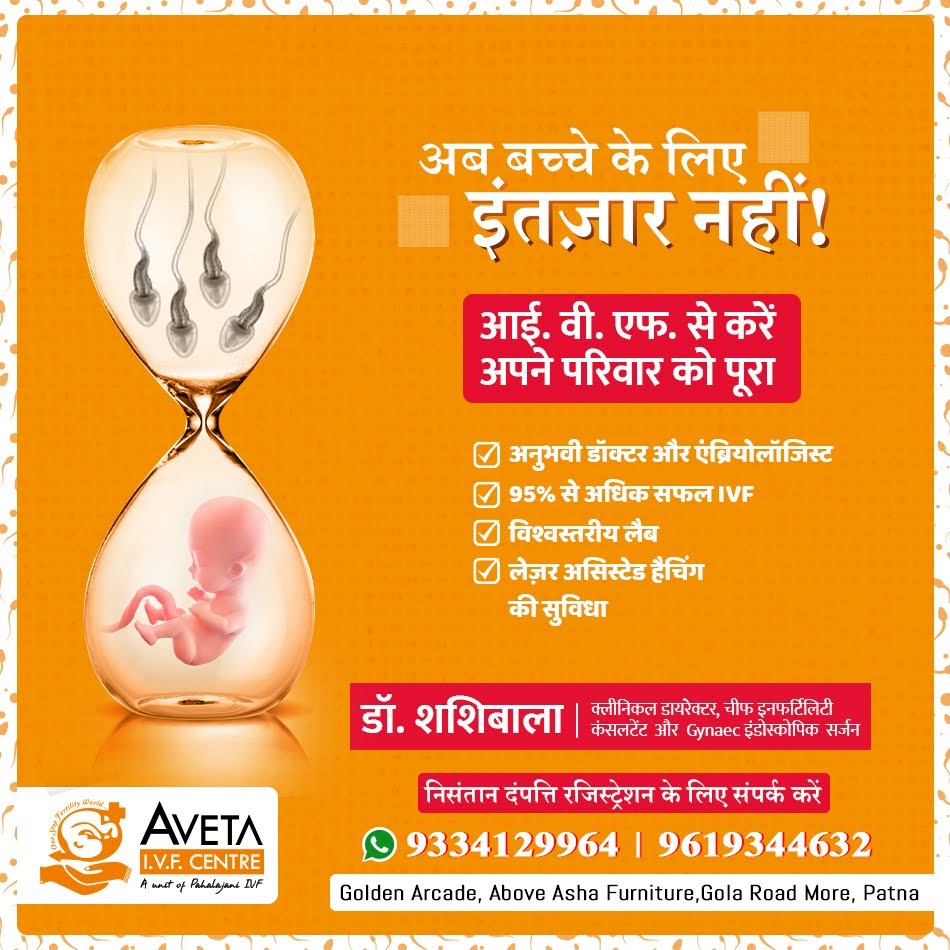 अब बच्चे के लिए
इंतज़ार नहीं!
आई. वी. एफ. से करें
अपने परिवार को पूरा
अनुभवी डॉक्टर और एंब्रियोलॉजिस्ट
95% से अधिक सफल IVF
विश्वस्तरीय लैब
लेज़र असिस्टेड हैचिंग
की सुविधा
डॉ. शशिबाला
क्लीनिकल डायरेक्टर, चीफ इनफर्टिलिटी
कंसलटेंट और Gynaec इंडोस्कोपिक सर्जन
निसंतान दंपत्ति रजिस्ट्रेशन के लिए संपर्क करें
9334129964 | 9619344632
One Stop Fertility World...
AVETA
I.V.F. CENTRE
A unit of Pahalajani IVF
Golden Arcade, Above Asha Furniture,Gola Road More, Patna